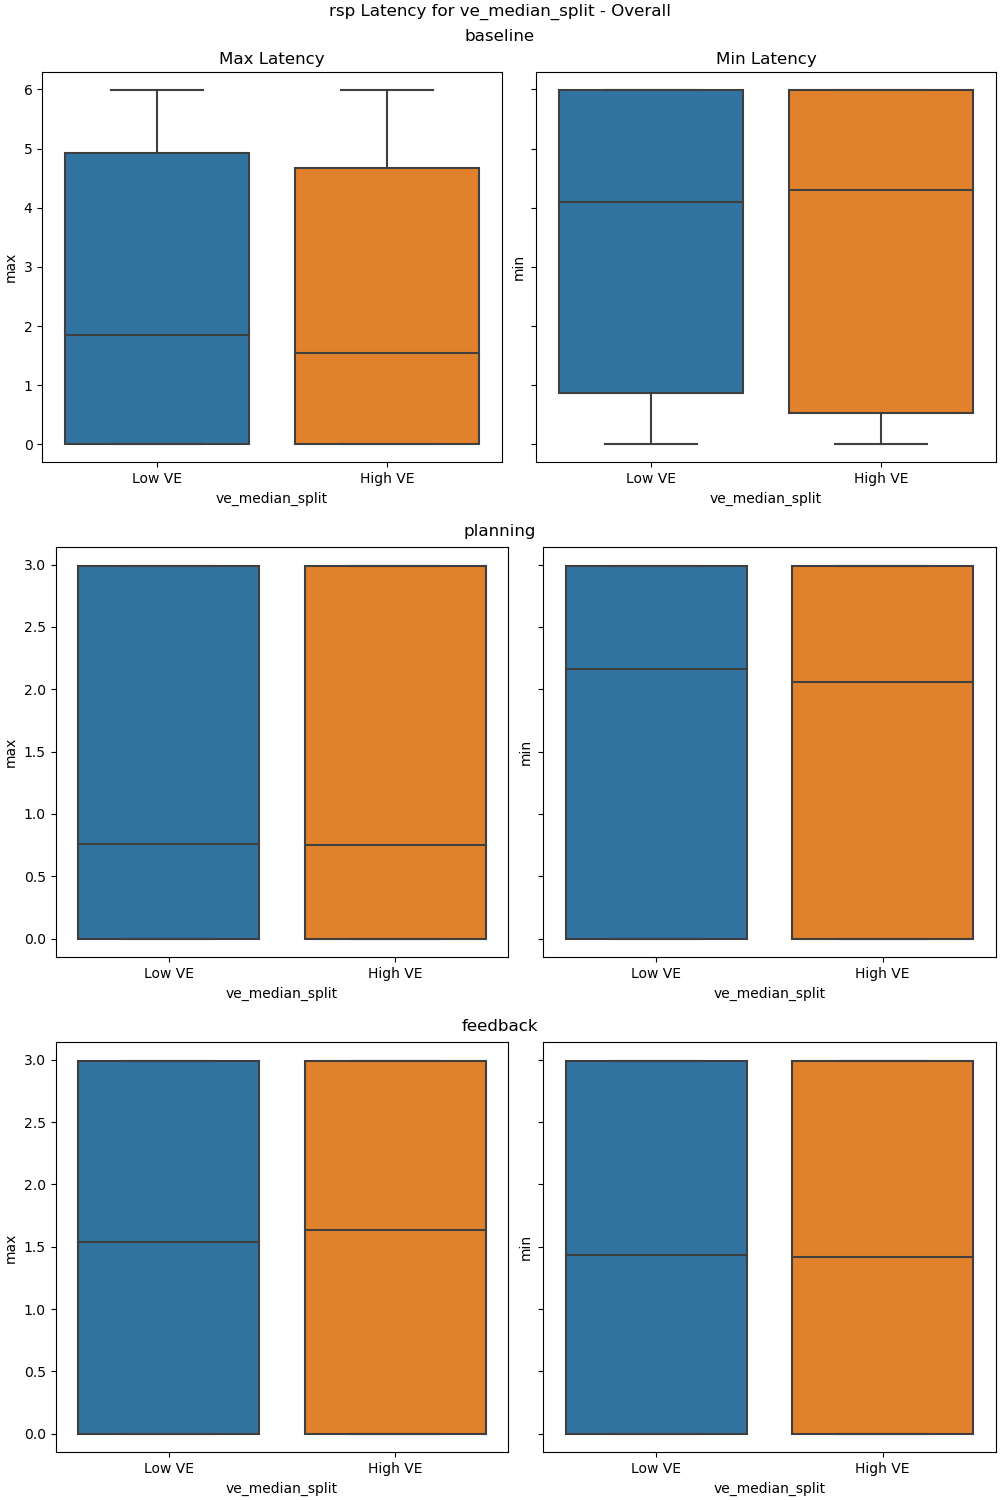 rsp Latency for ve_median_split - Overall
baseline
Max Latency
Min Latency
6
5
4
3
2
1
0
max
min
Low VE
High VE
ve_median_split
Low VE
High VE
ve_median_split
planning
3.0
2.5
2.0
1.5
1.0
0.5
0.0
max
min
Low VE
High VE
ve_median_split
Low VE
High VE
ve_median_split
feedback
3.0
2.5
2.0
1.5
1.0
0.5
0.0
max
min
Low VE
High VE
ve_median_split
Low VE
High VE
ve_median_split